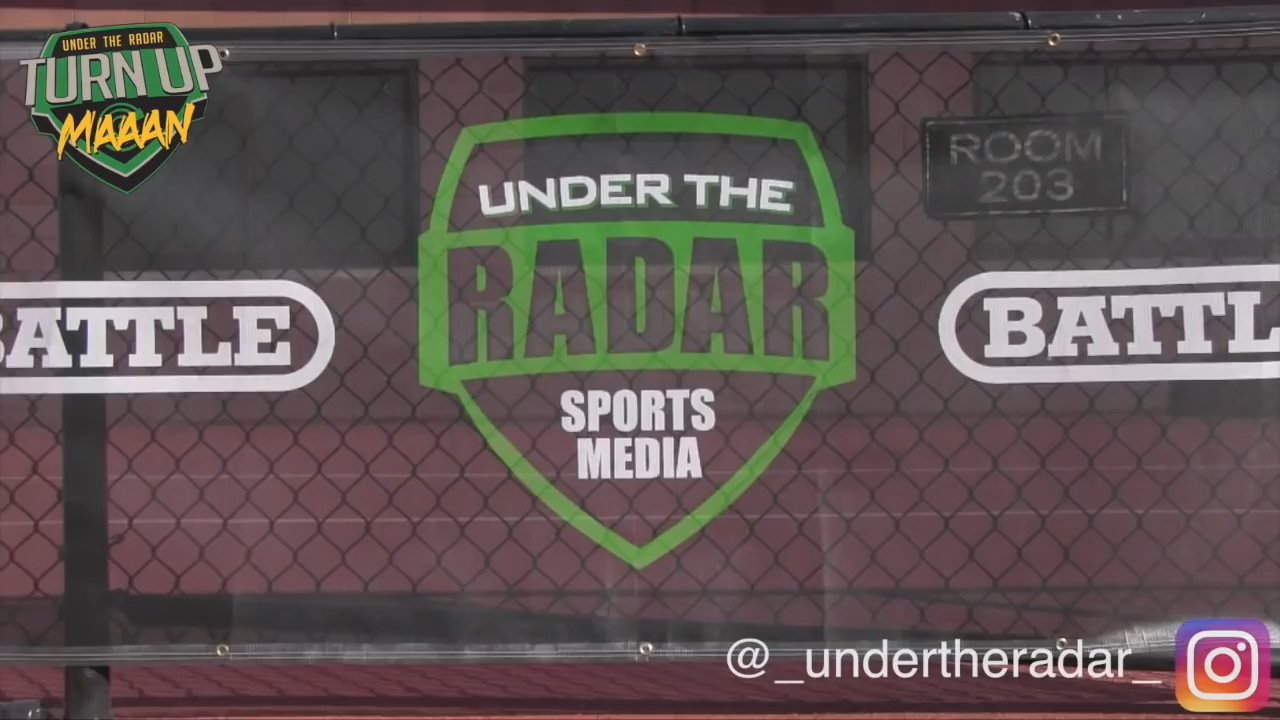 UNDER THE RADAR
TURN UP
MAAAN
UNDER THE
RADAR
SPORTS
MEDIA
ROOM
203
BATTLE
BATTL
@_undertheradar_